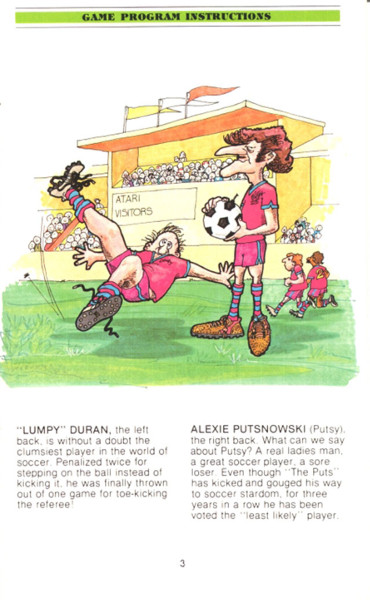 GAME PROGRAM INSTRUCTIONS
ATARI
VISITORS
"LUMPY" DURAN, the left
back, is without a doubt the
clumsiest player in the world of
soccer. Penalized twice for
stepping on the ball instead of
kicking it, he was finally thrown
out of one game for toe-kicking
the referee!
ALEXIE PUTSNOWSKI (Putsy),
the right back. What can we say
about Putsy? A real ladies man,
a great soccer player, a sore
loser. Even though "The Puts"
has kicked and gouged his way
to soccer stardom, for three
years in a row he has been
voted the "least likely" player.
3